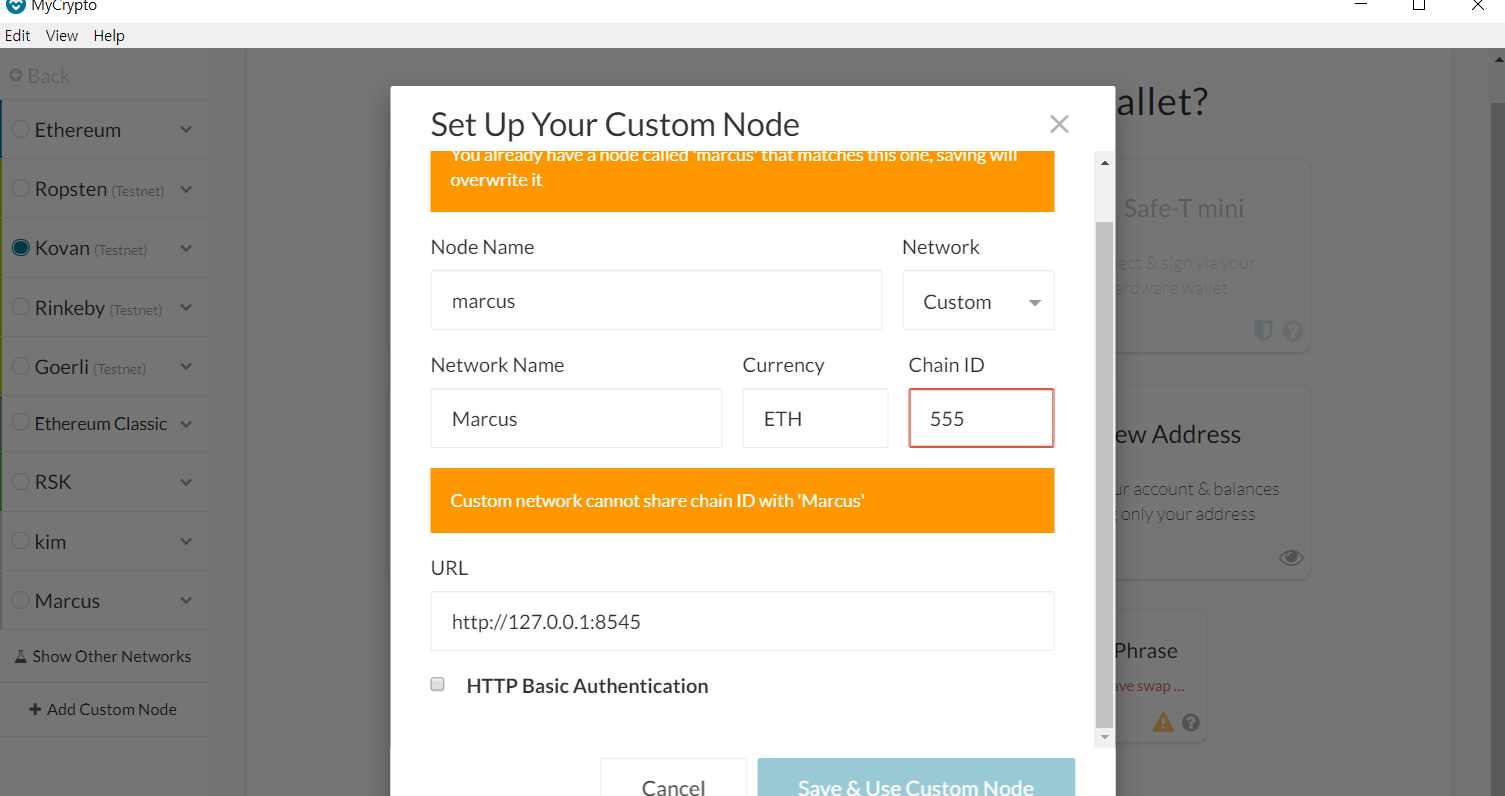 MyCrypto
Edit View Help
Back
Ethereum
Ropsten (Testnet)
Kovan (Testnet)
Rinkeby (Testnet)
Goerli (Testnet)
Ethereum Classic
RSK
kim
Marcus
Show Other Networks
+ Add Custom Node
allet?
Set Up Your Custom Node
You already have a node called 'marcus' that matches this one, saving will
overwrite it
Node Name
Network
marcus
Custom
Network Name
Currency
Chain ID
Marcus
ETH
555
Custom network cannot share chain ID with 'Marcus'
URL
http://127.0.0.1:8545
HTTP Basic Authentication
Cancel
Save & Use Custom Node
Safe-T mini
ect & sign via your
ardware wallet
ew Address
ur account & balances
only your address
Phrase
ave swap ...